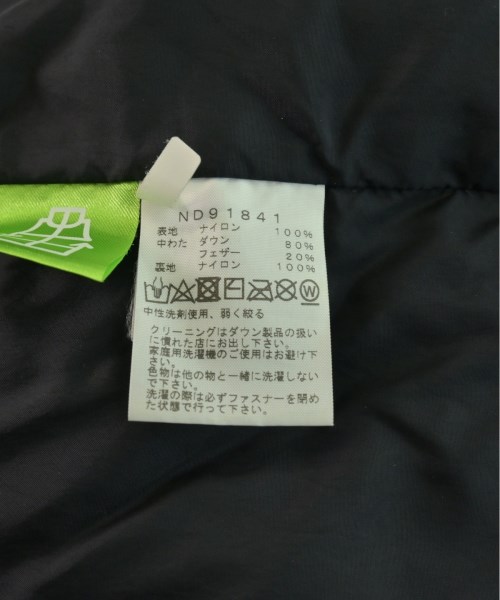 ND91841
表地 ナイロン 100%
中わた ダウン 80%
フェザー 20%
裏地 ナイロン 100%
W
中性洗剤使用、弱く絞る
クリーニングはダウン製品の扱い
に慣れた店にお出し下さい。
家庭用洗濯機のご使用はお避け下
さい。
色物は他の物と一緒に洗濯しない
で下さい。
洗濯の際は必ずファスナーを閉め
た状態で行って下さい。